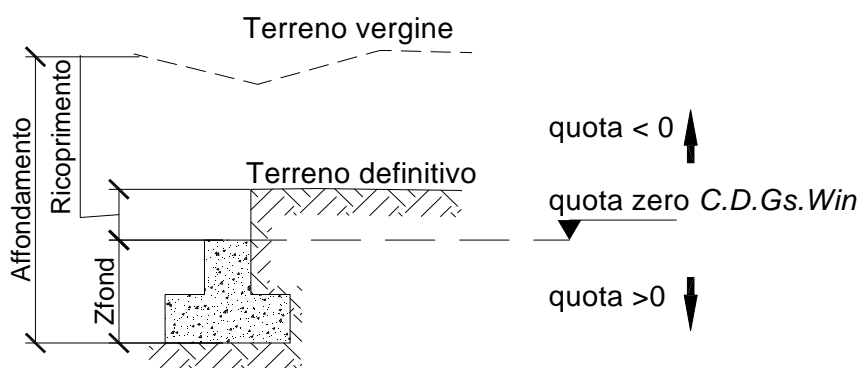 Terreno vergine
Affondamento
Ricoprimento
quota < 0
Terreno definitivo
quota zero C.D.Gs.Win
Zfond
quota >0